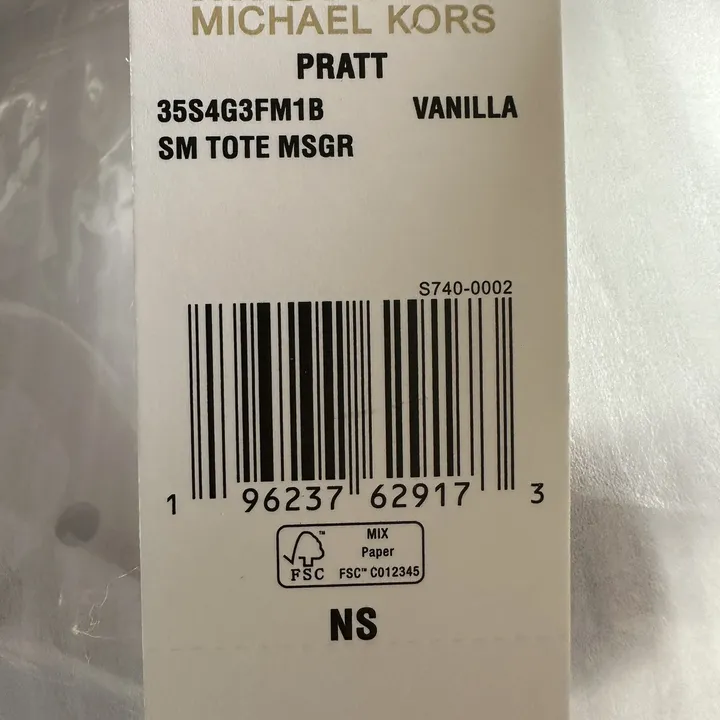 MICHAEL KORS
PRATT
35S4G3FM1B VANILLA
SM TOTE MSGR
S740-0002
1 96237 62917 3
MIX
Paper
FSC™ C012345
FSC
NS